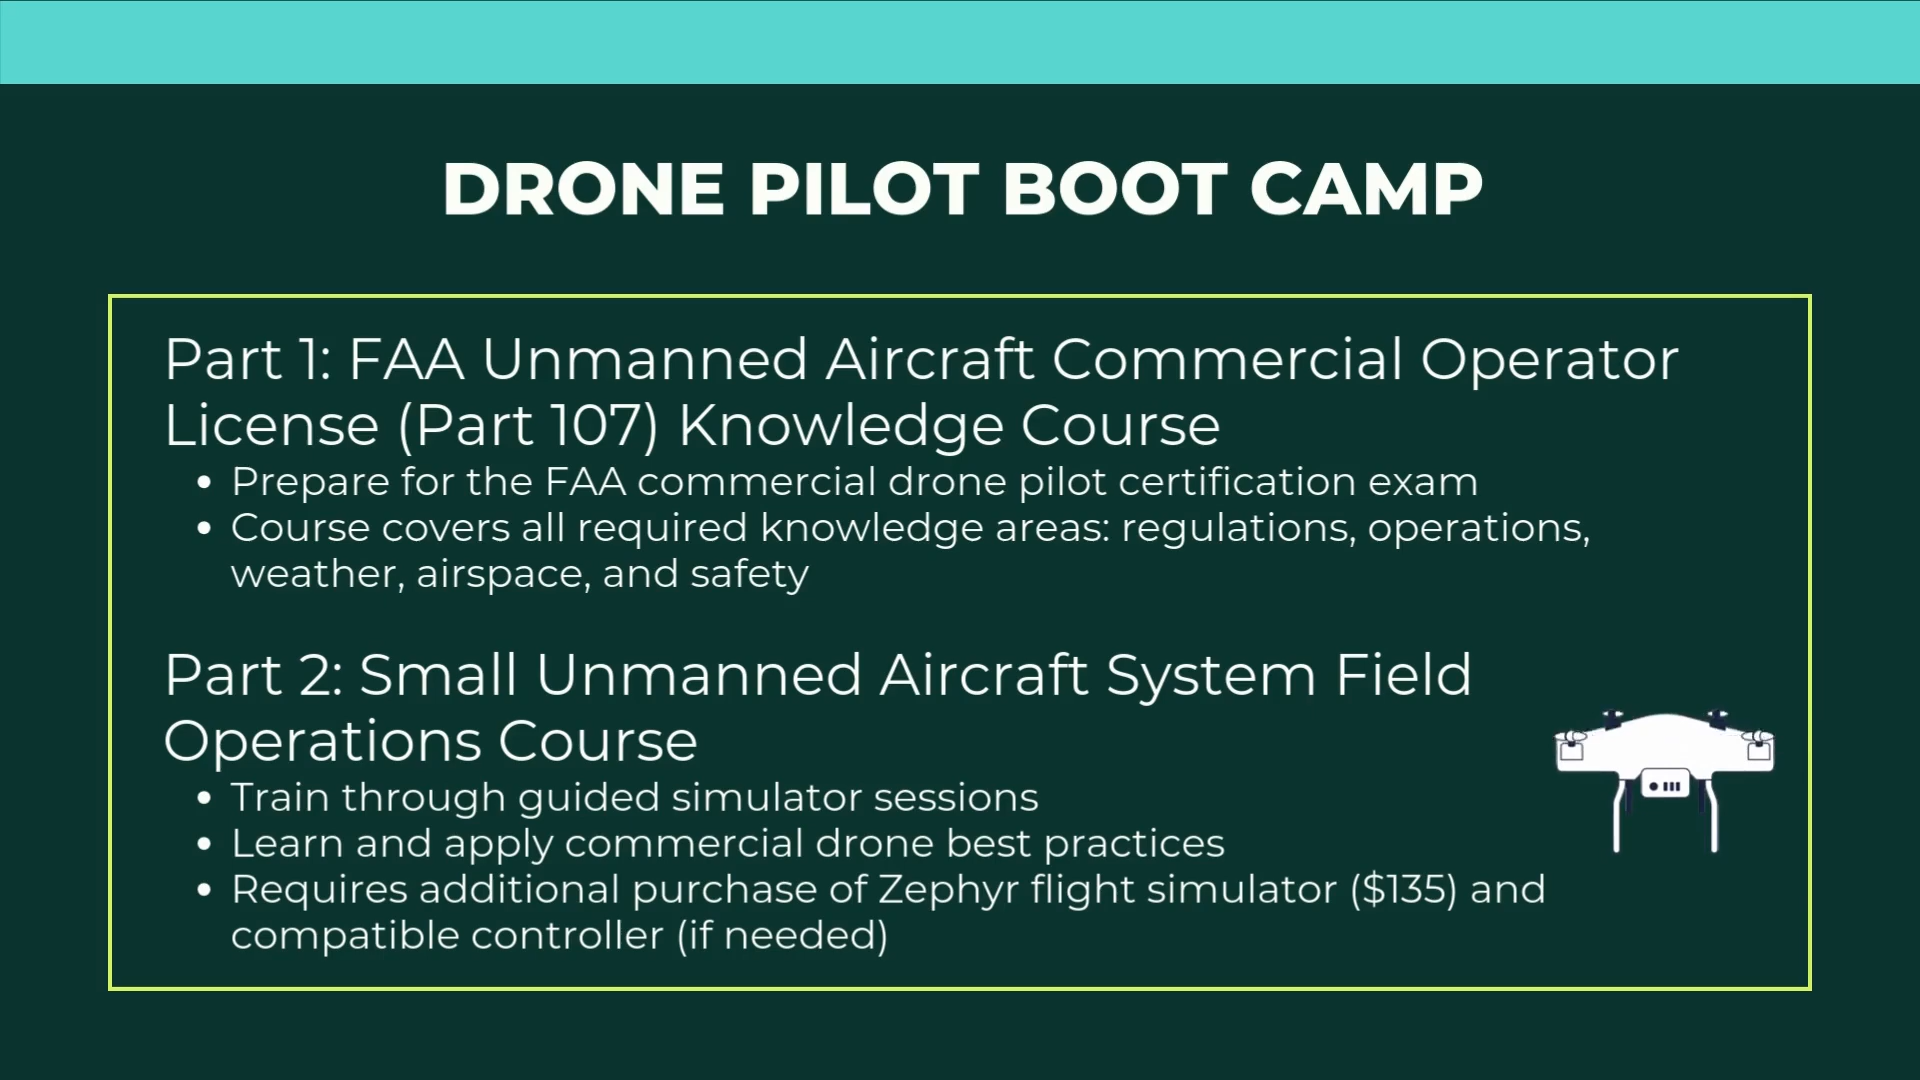 DRONE PILOT BOOT CAMP
Part 1: FAA Unmanned Aircraft Commercial Operator
License (Part 107) Knowledge Course
• Prepare for the FAA commercial drone pilot certification exam
• Course covers all required knowledge areas: regulations, operations,
weather, airspace, and safety
Part 2: Small Unmanned Aircraft System Field
Operations Course
• Train through guided simulator sessions
• Learn and apply commercial drone best practices
• Requires additional purchase of Zephyr flight simulator ($135) and
compatible controller (if needed)